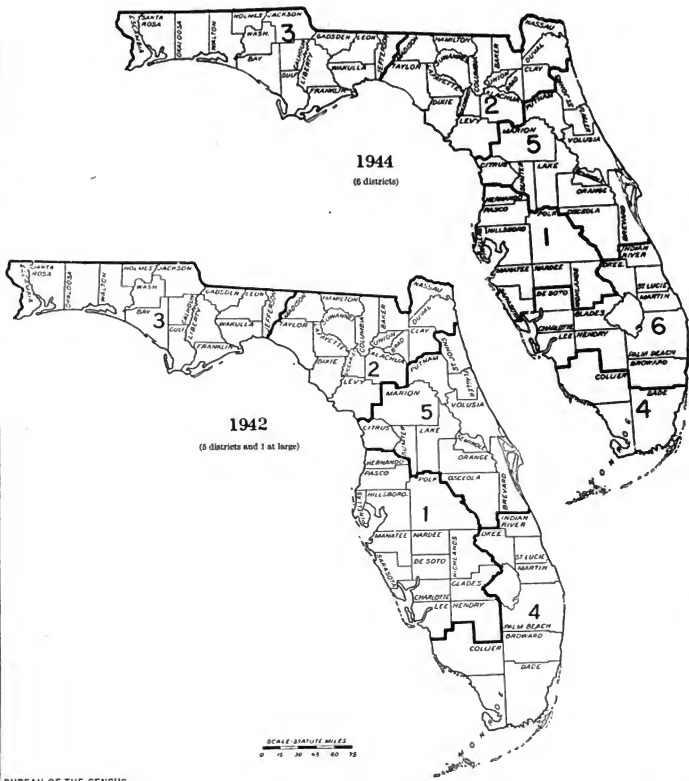 HOLMES JACKSON
SANTA ROSA
ESCAMBIA
OKALOOSA
WALTON
WASH.
BAY
3
CALHOUN
LIBERTY
GULF
GADSDEN
LEON
JEFFERSON
WAKULLA
FRANKLIN
MADISON
TAYLOR
HAMILTON
SUWANNEE
LAFAYETTE
COLUMBIA
BAKER
UNION
BRAD.
ALACHUA
DIXIE
LEVY
2
NASSAU
DUVAL
CLAY
PUTNAM
ST JOHNS
FLAGLER
VOLUSIA
MARION
5
CITRUS
SUMTER
LAKE
ORANGE
HERNANDO
PASCO
HILLSBORO
POLK
OSCEOLA
BREVARD
INDIAN RIVER
1
MANATEE
HARDEE
OKEE.
ST LUCIE
MARTIN
DE SOTO
HIGHLANDS
SARASOTA
CHARLOTTE
GLADES
LEE
HENDRY
6
PALM BEACH
BROWARD
COLLIER
DADE
4
MONROE
1944
(6 districts)
HOLMES JACKSON
SANTA ROSA
ESCAMBIA
OKALOOSA
WALTON
WASH.
BAY
3
CALHOUN
LIBERTY
GULF
GADSDEN
LEON
JEFFERSON
WAKULLA
FRANKLIN
MADISON
TAYLOR
HAMILTON
SUWANNEE
LAFAYETTE
COLUMBIA
BAKER
UNION
BRAD
ALACHUA
DIXIE
GILCHRIST
LEVY
2
NASSAU
DUVAL
CLAY
PUTNAM
ST JOHNS
FLAGLER
VOLUSIA
MARION
5
CITRUS
SUMTER
LAKE
SEMINOLE
ORANGE
HERNANDO
PASCO
HILLSBORO.
PINELLAS
POLK
OSCEOLA
BREVARD
INDIAN RIVER
1
MANATEE
HARDEE
OKEE
ST LUCIE
MARTIN
DE SOTO
HIGHLANDS
SARASOTA
CHARLOTTE
GLADES
LEE
HENDRY
4
PALM BEACH
BROWARD
COLLIER
DADE
MONROE
1942
(5 districts and 1 at large)
SCALE-STATUTE MILES
0 15 30 45 60 75
BUREAU OF THE CENSUS